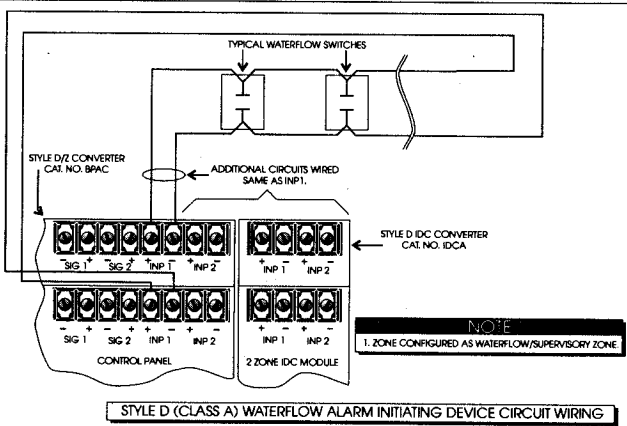 TYPICAL WATERFLOW SWITCHES
STYLE D/Z CONVERTER
CAT. NO. BPAC
ADDITIONAL CIRCUITS WIRED
SAME AS INP1.
STYLE D IDC CONVERTER
CAT. NO. IDCA
- + - + + - + -
SIG 1 SIG 2 INP 1 INP 2
+ - + -
INP 1 INP 2
- + - + + - + -
SIG 1 SIG 2 INP 1 INP 2
+ - + -
INP 1 INP 2
CONTROL PANEL
2 ZONE IDC MODULE
NOTE
1. ZONE CONFIGURED AS WATERFLOW/SUPERVISORY ZONE.
STYLE D (CLASS A) WATERFLOW ALARM INITIATING DEVICE CIRCUIT WIRING